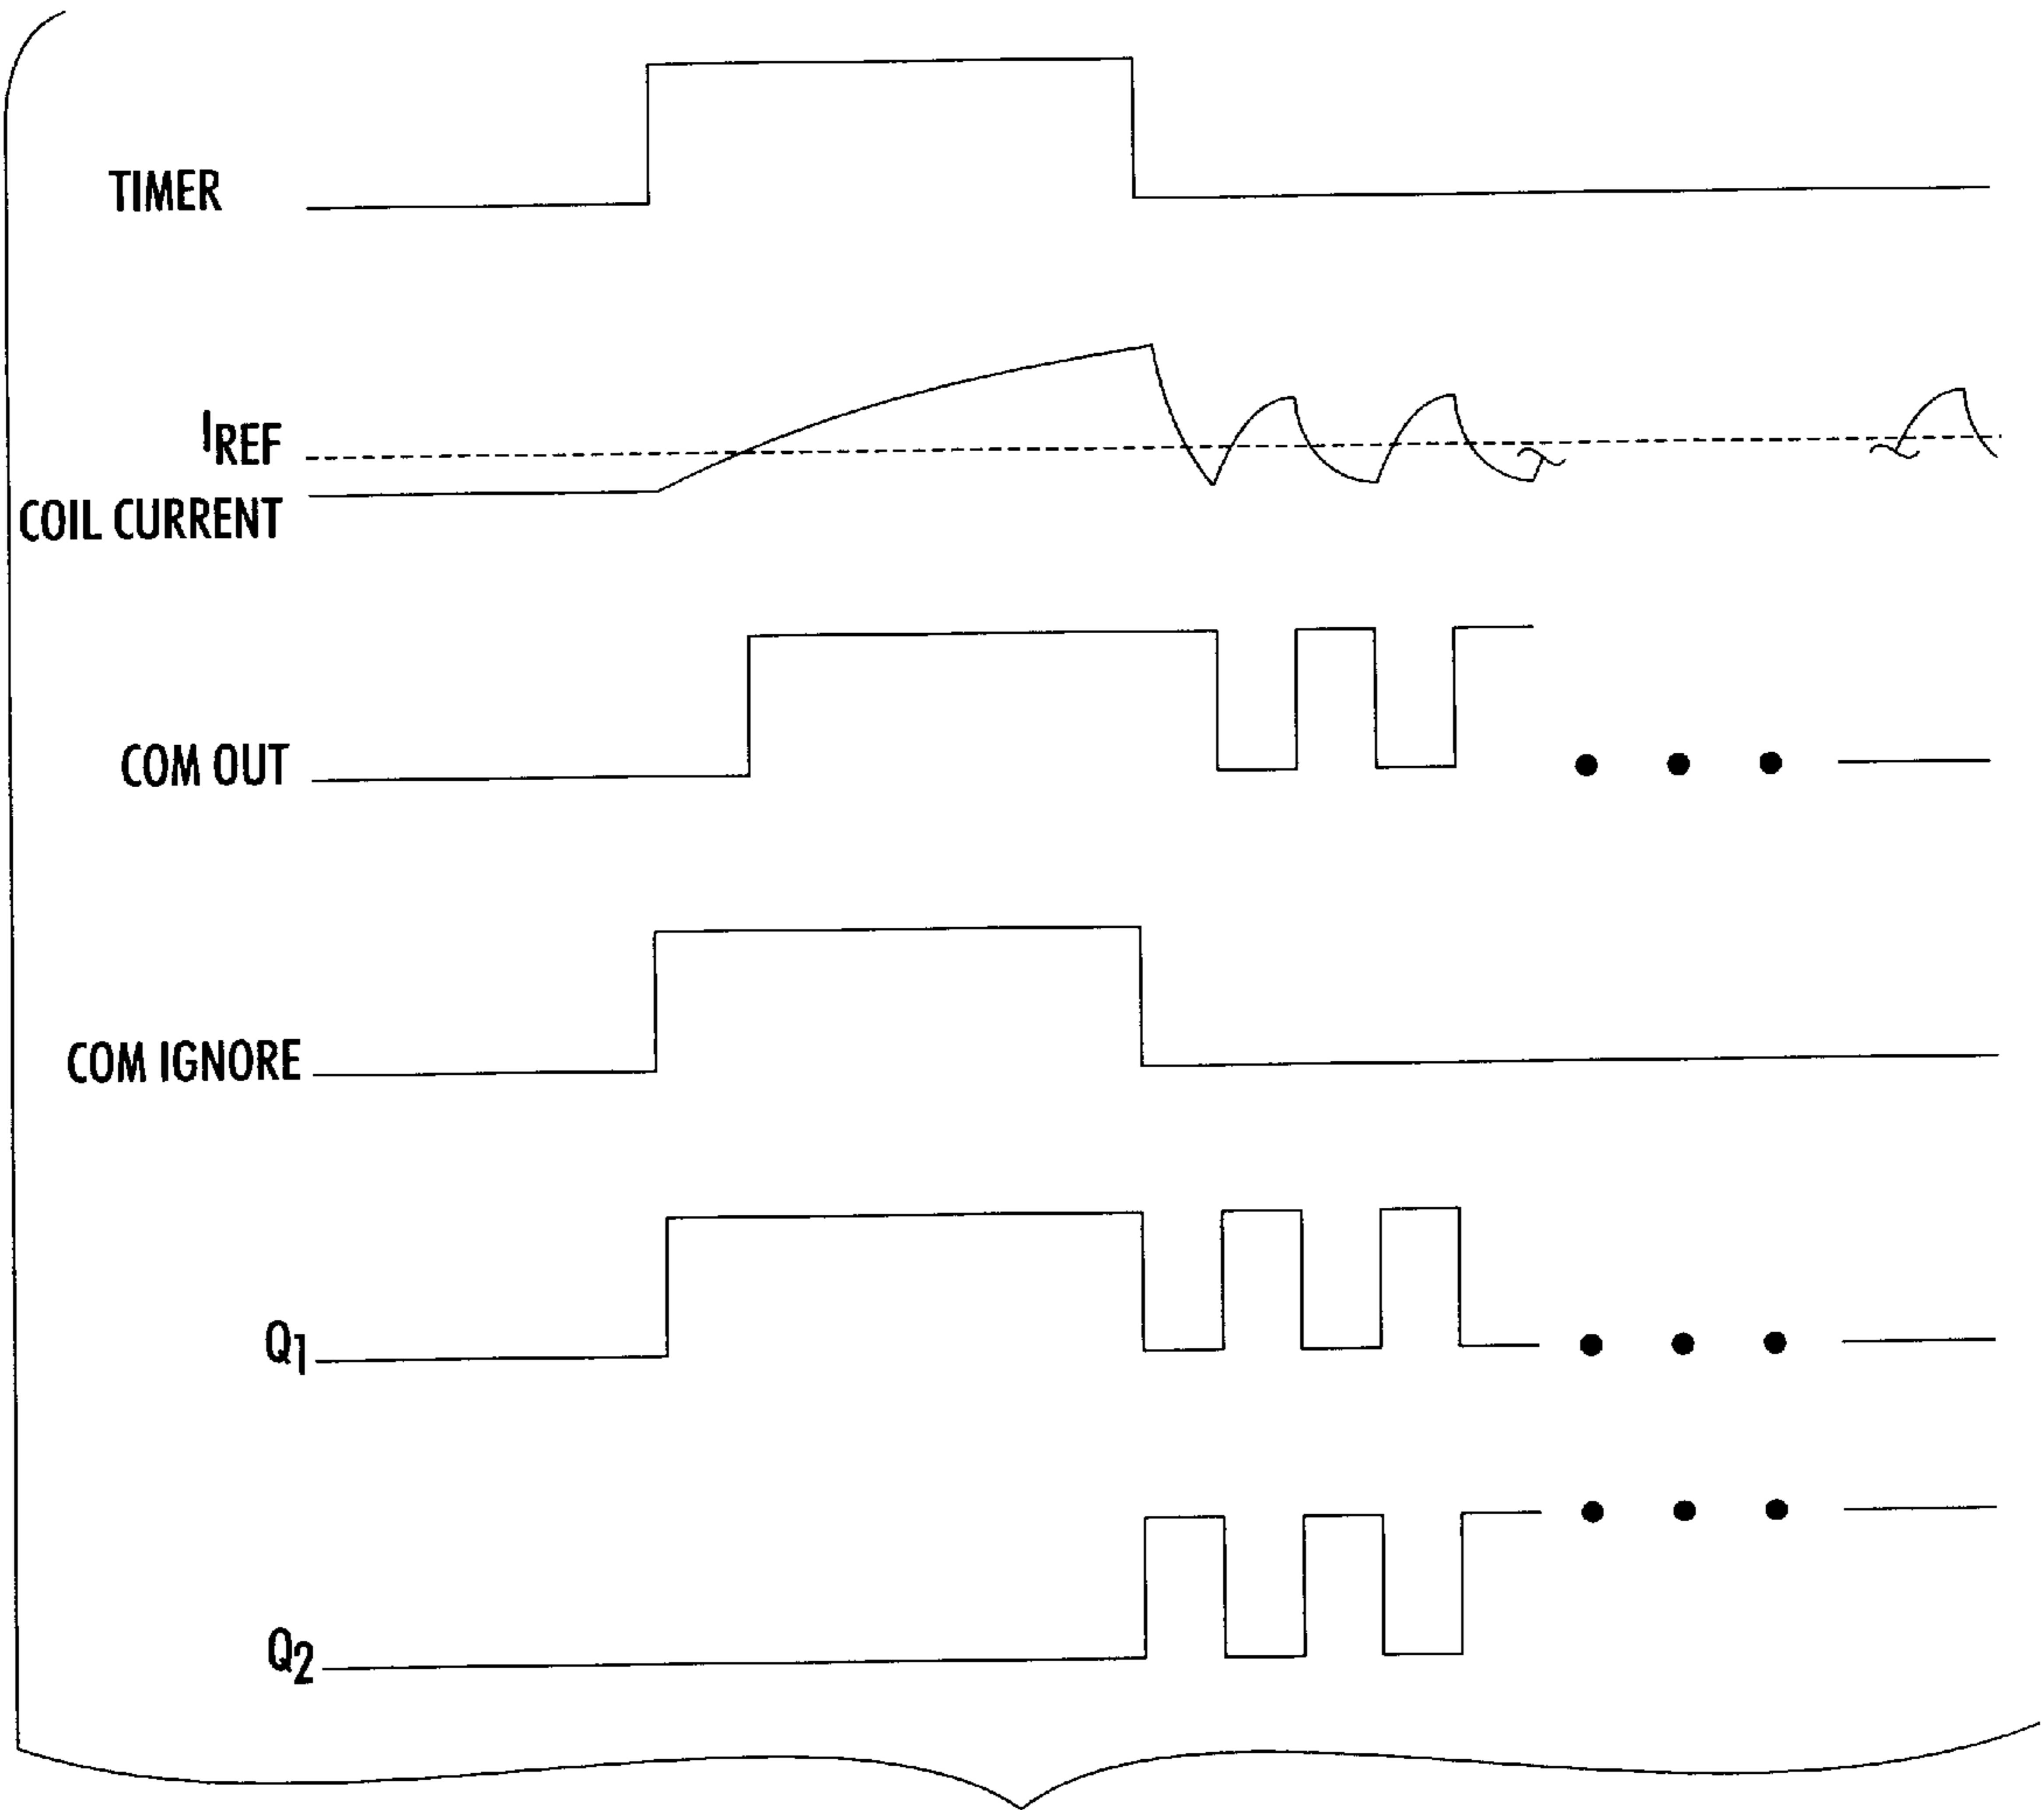 TIMER
IREF
COIL CURRENT
COM OUT
COM IGNORE
Q1
Q2